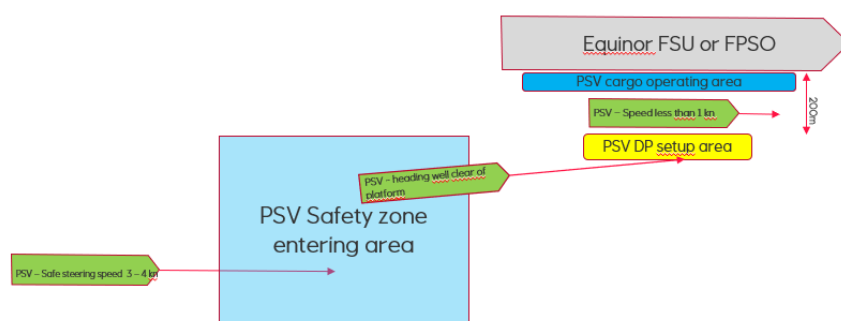 Equinor FSU or FPSO
PSV cargo operating area
PSV – Speed less than 1 kn
200m
PSV DP setup area
PSV – heading well clear of
platform
PSV Safety zone
entering area
PSV – Safe steering speed 3 – 4 kn